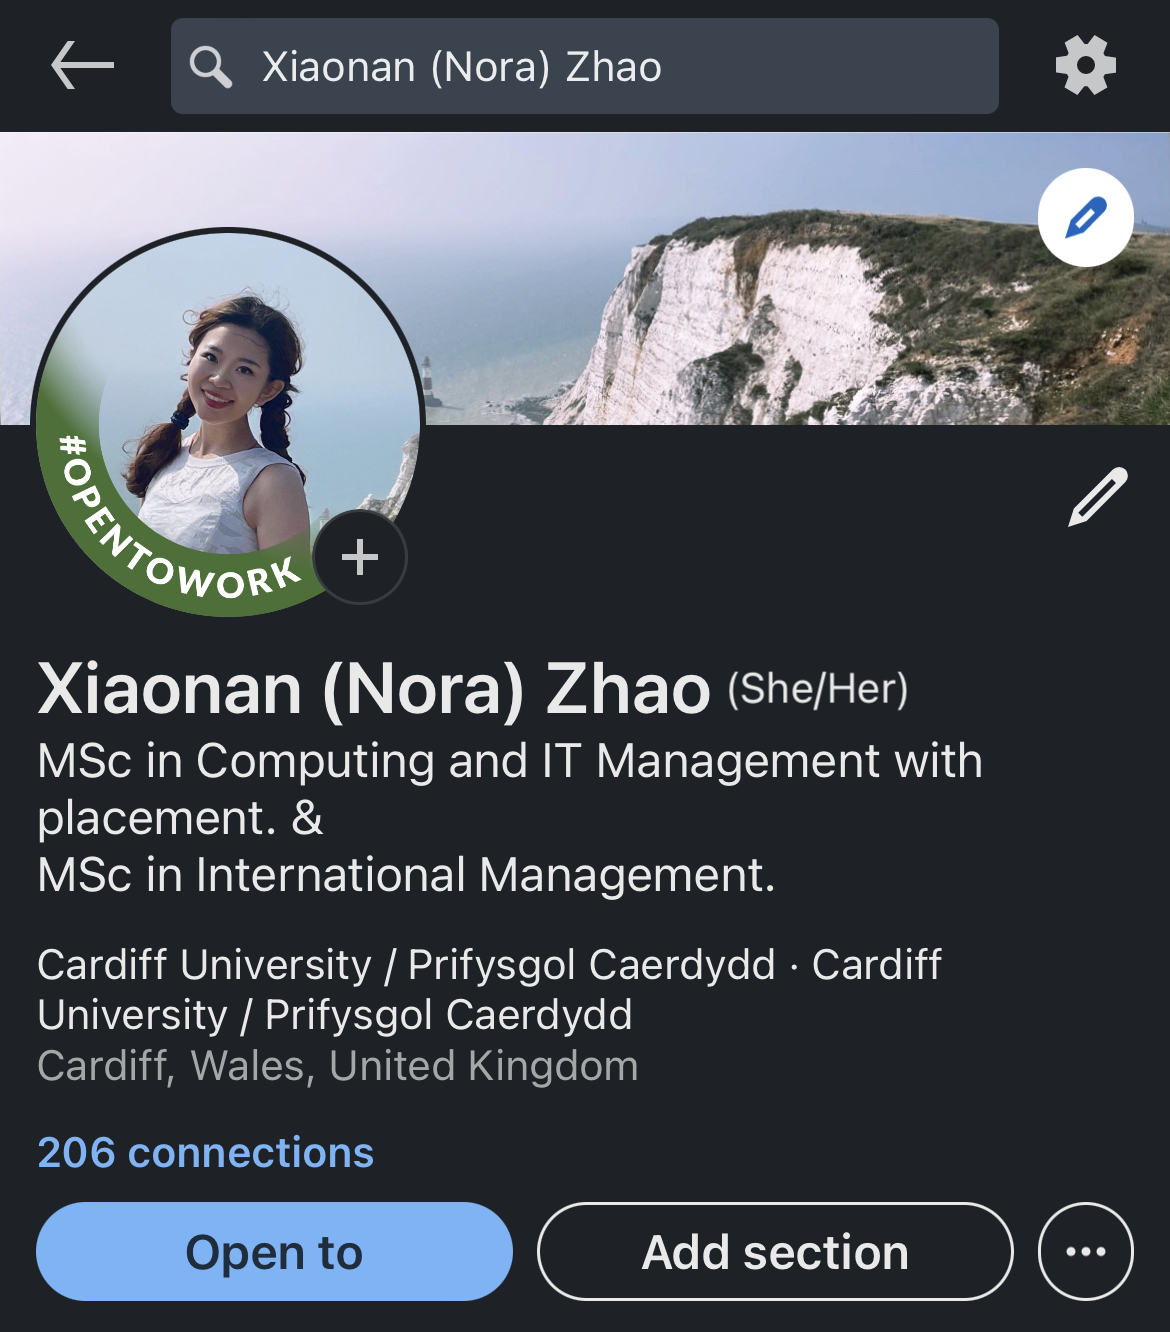 Xiaonan (Nora) Zhao
#OPENTOWORK
Xiaonan (Nora) Zhao (She/Her)
MSc in Computing and IT Management with
placement. &
MSc in International Management.
Cardiff University / Prifysgol Caerdydd · Cardiff
University / Prifysgol Caerdydd
Cardiff, Wales, United Kingdom
206 connections
Open to
Add section